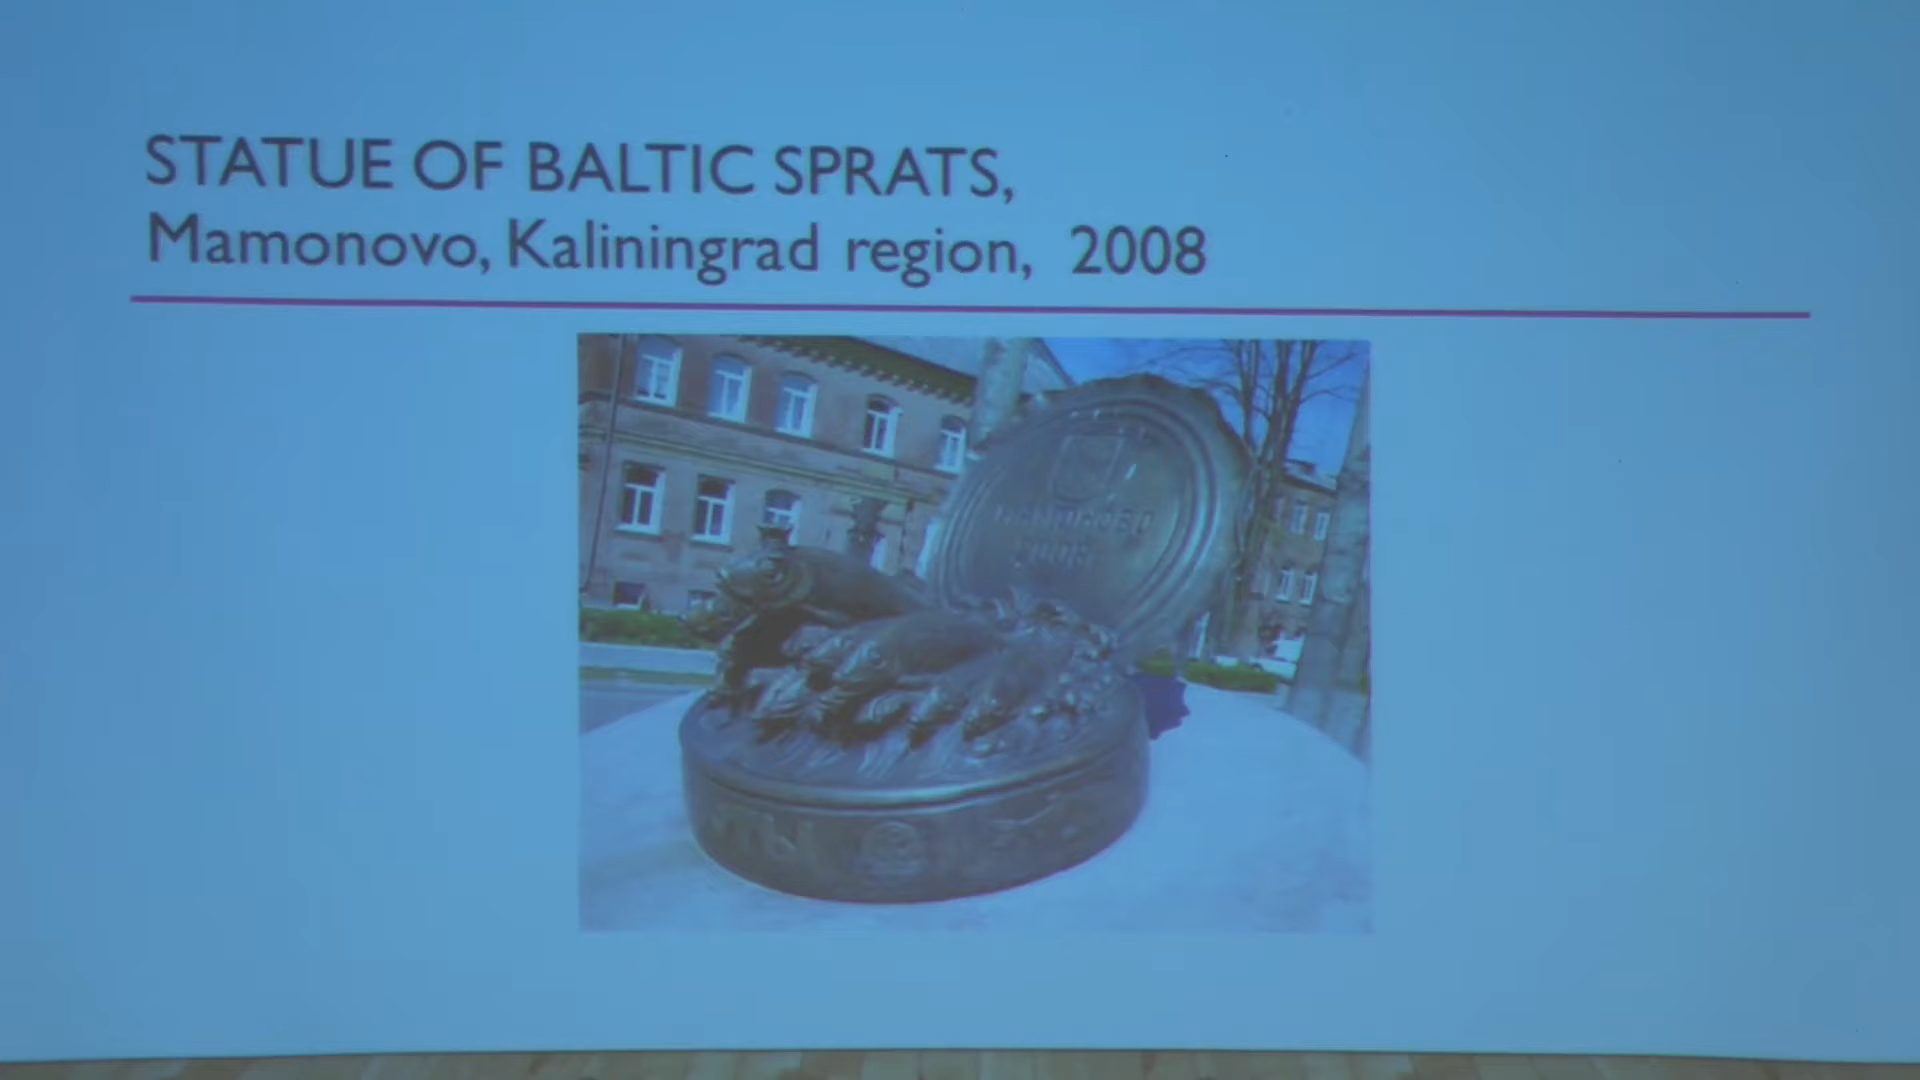 STATUE OF BALTIC SPRATS,
Mamonovo, Kaliningrad region, 2008